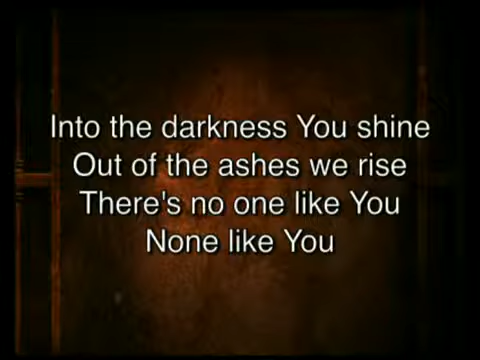 Into the darkness You shine
Out of the ashes we rise
There's no one like You
None like You